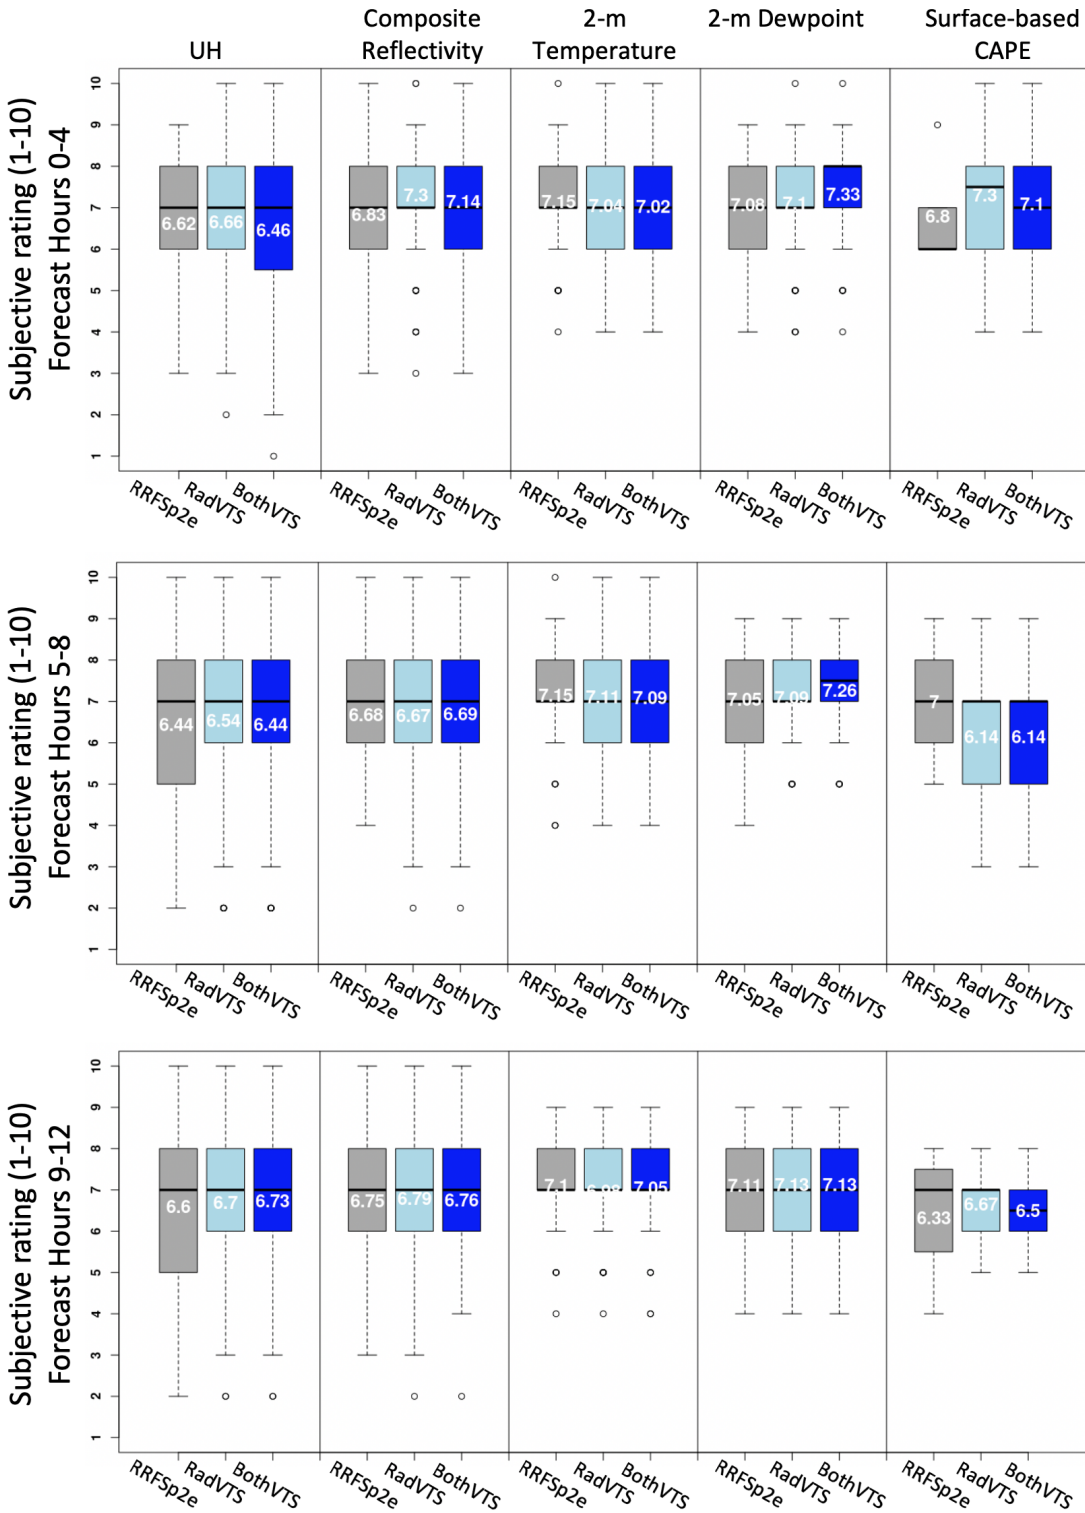 UH
Composite
Reflectivity
2-m
Temperature
2-m Dewpoint
Surface-based
CAPE
Subjective rating (1-10)
Forecast Hours 0-4
10
9
8
7
6
5
4
3
2
1
6.62
6.66
6.46
6.83
7.3
7.14
7.15
7.04
7.02
7.08
7.1
7.33
6.8
7.3
7.1
RRFSp2e
RadVTS
BothVTS
RRFSp2e
RadVTS
BothVTS
RRFSp2e
RadVTS
BothVTS
RRFSp2e
RadVTS
BothVTS
RRFSp2e
RadVTS
BothVTS
Subjective rating (1-10)
Forecast Hours 5-8
10
9
8
7
6
5
4
3
2
1
6.44
6.54
6.44
6.68
6.67
6.69
7.15
7.11
7.09
7.05
7.09
7.26
7
6.14
6.14
RRFSp2e
RadVTS
BothVTS
RRFSp2e
RadVTS
BothVTS
RRFSp2e
RadVTS
BothVTS
RRFSp2e
RadVTS
BothVTS
RRFSp2e
RadVTS
BothVTS
Subjective rating (1-10)
Forecast Hours 9-12
10
9
8
7
6
5
4
3
2
1
6.6
6.7
6.73
6.75
6.79
6.76
7.1
7.05
7.11
7.13
7.13
6.33
6.67
6.5
RRFSp2e
RadVTS
BothVTS
RRFSp2e
RadVTS
BothVTS
RRFSp2e
RadVTS
BothVTS
RRFSp2e
RadVTS
BothVTS
RRFSp2e
RadVTS
BothVTS